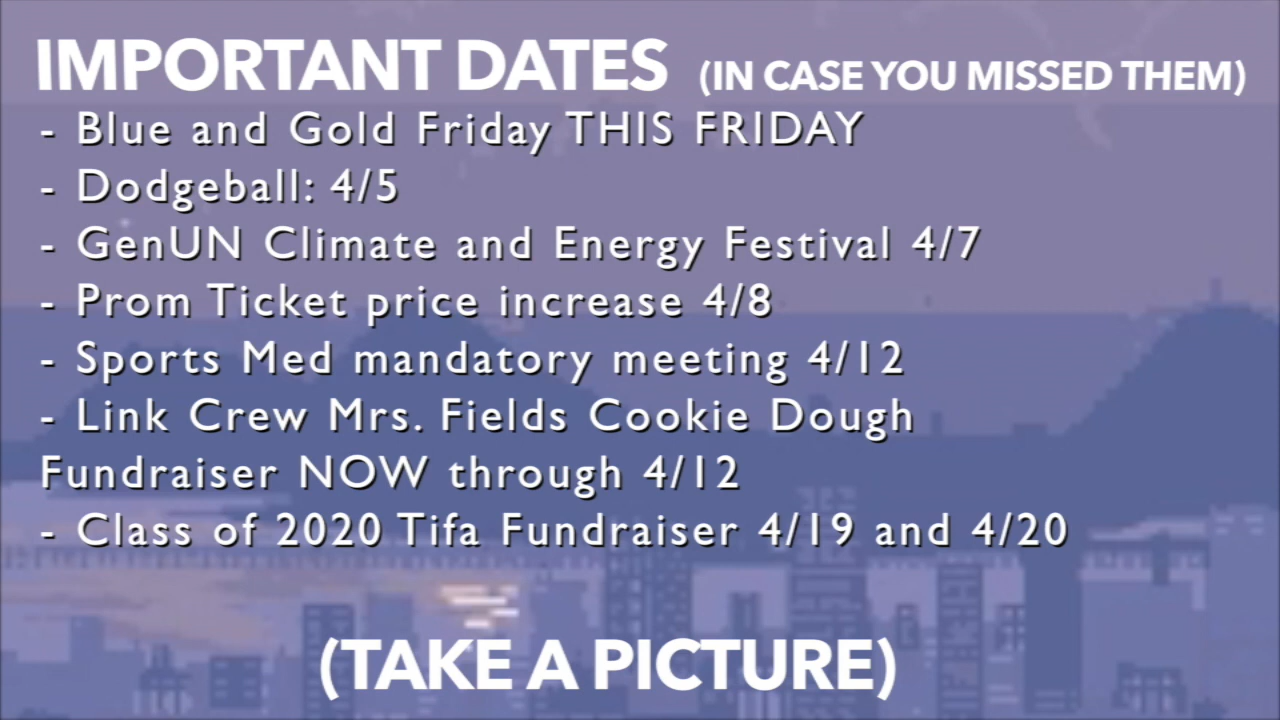 IMPORTANT DATES (IN CASE YOU MISSED THEM)
- Blue and Gold Friday THIS FRIDAY
- Dodgeball: 4/5
- GenUN Climate and Energy Festival 4/7
- Prom Ticket price increase 4/8
- Sports Med mandatory meeting 4/12
- Link Crew Mrs. Fields Cookie Dough
Fundraiser NOW through 4/12
- Class of 2020 Tifa Fundraiser 4/19 and 4/20
(TAKE A PICTURE)